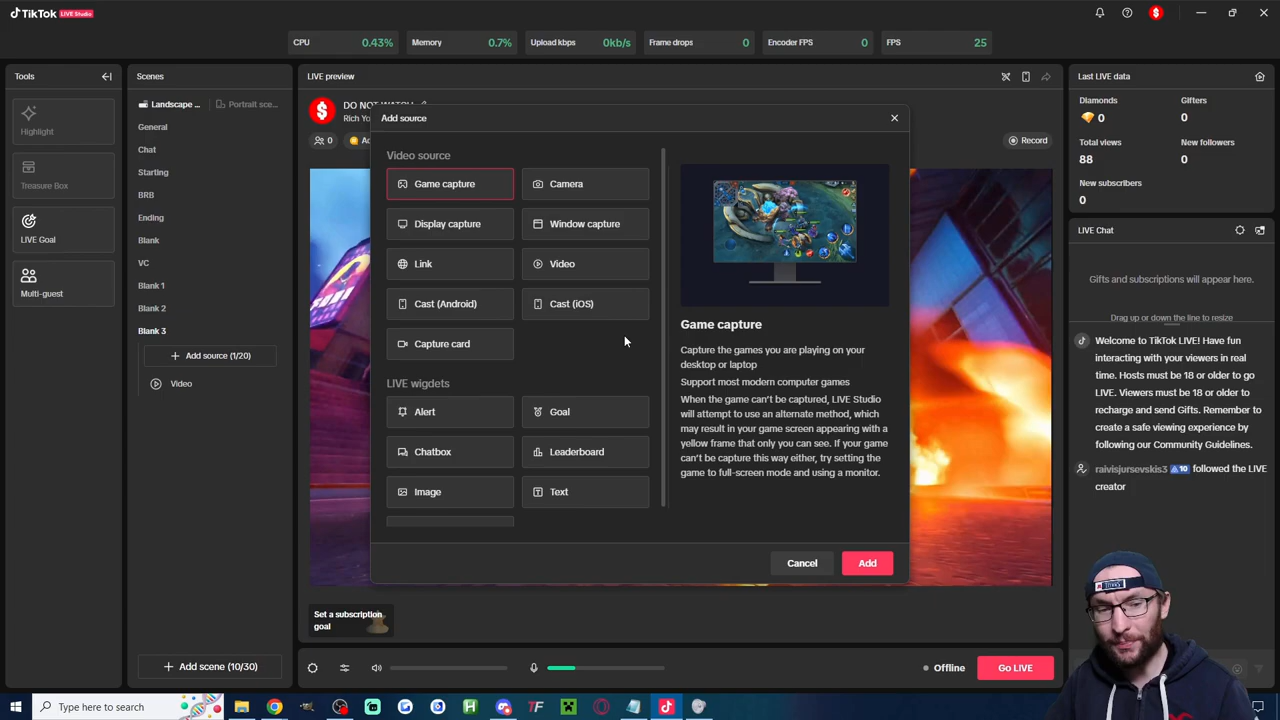 TikTok LIVE Studio
CPU 0.43%
Memory 0.7%
Upload kbps 0kb/s
Frame drops 0
Encoder FPS 0
FPS 25
Tools
Highlight
Treasure Box
LIVE Goal
Multi-guest
Scenes
Landscape ...
Portrait sce...
General
Chat
Starting
BRB
Ending
Blank
VC
Blank 1
Blank 2
Blank 3
+ Add source (1/20)
Video
+ Add scene (10/30)
LIVE preview
$
DO NOT WATCH
Rich Yo
0
Ad
Record
Add source
Video source
Game capture
Camera
Display capture
Window capture
Link
Video
Cast (Android)
Cast (iOS)
Capture card
LIVE wigdets
Alert
Goal
Chatbox
Leaderboard
Image
Text
Game capture
Capture the games you are playing on your
desktop or laptop
Support most modern computer games
When the game can't be captured, LIVE Studio
will attempt to use an alternate method, which
may result in your game screen appearing with a
yellow frame that only you can see. If your game
can't be capture this way either, try setting the
game to full-screen mode and using a monitor.
Cancel
Add
Set a subscription
goal
Offline
Go LIVE
Last LIVE data
Diamonds
0
Gifters
0
Total views
88
New followers
0
New subscribers
0
LIVE Chat
Gifts and subscriptions will appear here.
Drag up or down the line to resize
Welcome to TikTok LIVE! Have fun
interacting with your viewers in real
time. Hosts must be 18 or older to go
LIVE. Viewers must be 18 or older to
recharge and send Gifts. Remember to
create a safe viewing experience by
following our Community Guidelines.
raivisjursevskis3 10 followed the LIVE
creator
Type here to search